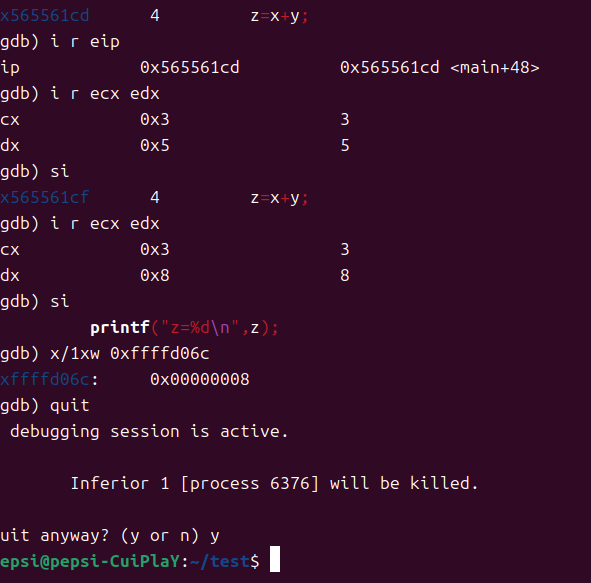 x565561cd 4 z=x+y;
gdb) i r eip
ip 0x565561cd 0x565561cd <main+48>
gdb) i r ecx edx
cx 0x3 3
dx 0x5 5
gdb) si
x565561cf 4 z=x+y;
gdb) i r ecx edx
cx 0x3 3
dx 0x8 8
gdb) si
printf("z=%d\n",z);
gdb) x/1xw 0xffffd06c
xffffd06c: 0x00000008
gdb) quit
debugging session is active.
Inferior 1 [process 6376] will be killed.
uit anyway? (y or n) y
epsi@pepsi-CuiPlaY:~/test$